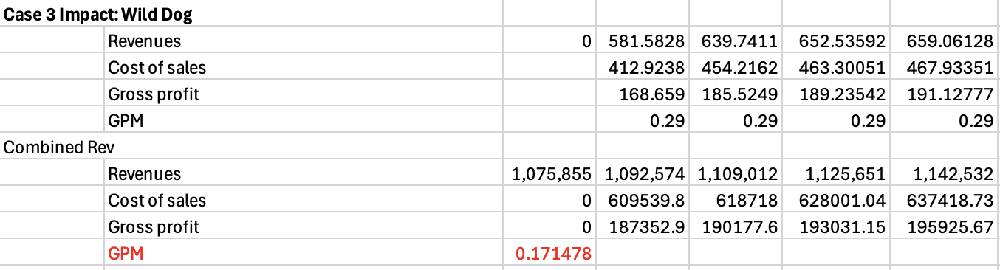 Case 3 Impact: Wild Dog
Revenues 0 581.5828 639.7411 652.53592 659.06128
Cost of sales 412.9238 454.2162 463.30051 467.93351
Gross profit 168.659 185.5249 189.23542 191.12777
GPM 0.29 0.29 0.29 0.29
Combined Rev
Revenues 1,075,855 1,092,574 1,109,012 1,125,651 1,142,532
Cost of sales 0 609539.8 618718 628001.04 637418.73
Gross profit 0 187352.9 190177.6 193031.15 195925.67
GPM 0.171478